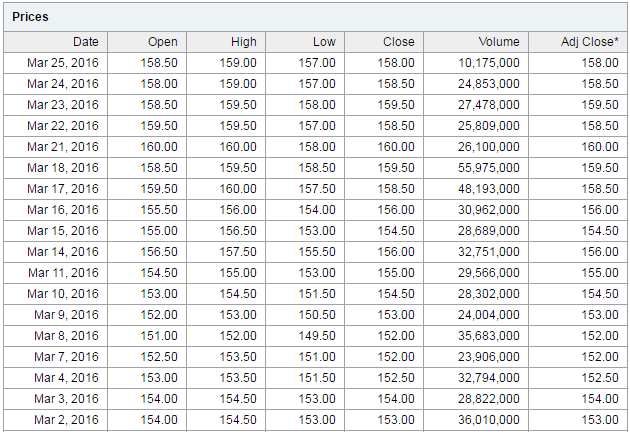 Prices
Date Open High Low Close Volume Adj Close*
Mar 25, 2016 158.50 159.00 157.00 158.00 10,175,000 158.00
Mar 24, 2016 158.00 159.00 157.00 158.50 24,853,000 158.50
Mar 23, 2016 159.50 159.50 158.00 159.50 27,478,000 159.50
Mar 22, 2016 159.50 159.50 157.00 158.50 25,809,000 158.50
Mar 21, 2016 160.00 160.00 158.00 160.00 26,100,000 160.00
Mar 18, 2016 158.50 159.50 158.50 159.50 55,975,000 159.50
Mar 17, 2016 159.50 160.00 157.50 158.50 48,193,000 158.50
Mar 16, 2016 155.50 156.00 154.00 156.00 30,962,000 156.00
Mar 15, 2016 155.00 156.50 153.00 154.50 28,689,000 154.50
Mar 14, 2016 156.50 157.50 155.50 156.00 32,751,000 156.00
Mar 11, 2016 154.50 155.00 153.00 155.00 29,566,000 155.00
Mar 10, 2016 153.00 154.50 151.50 154.50 28,302,000 154.50
Mar 9, 2016 152.00 153.00 150.50 153.00 24,004,000 153.00
Mar 8, 2016 151.00 152.00 149.50 152.00 35,683,000 152.00
Mar 7, 2016 152.50 153.50 151.00 152.00 23,906,000 152.00
Mar 4, 2016 153.00 153.50 151.50 152.50 32,794,000 152.50
Mar 3, 2016 154.00 154.50 153.00 154.00 28,822,000 154.00
Mar 2, 2016 154.00 154.50 153.00 153.00 36,010,000 153.00